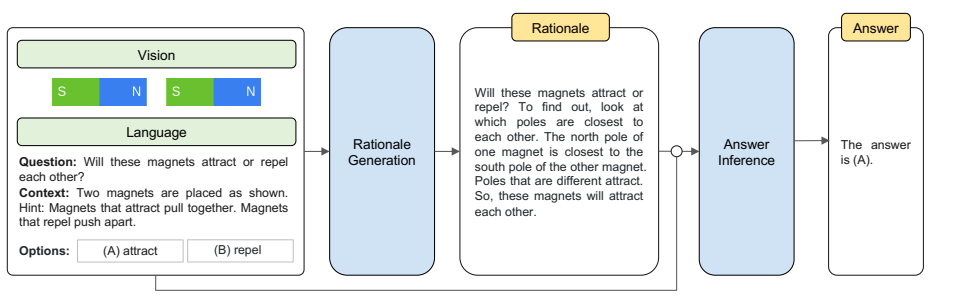 Vision
S N S N
Language
Question: Will these magnets attract or repel
each other?
Context: Two magnets are placed as shown.
Hint: Magnets that attract pull together. Magnets
that repel push apart.
Options: (A) attract (B) repel
Rationale
Generation
Rationale
Will these magnets attract or
repel? To find out, look at
which poles are closest to
each other. The north pole of
one magnet is closest to the
south pole of the other magnet.
Poles that are different attract.
So, these magnets will attract
each other.
Answer
Inference
Answer
The answer
is (A).